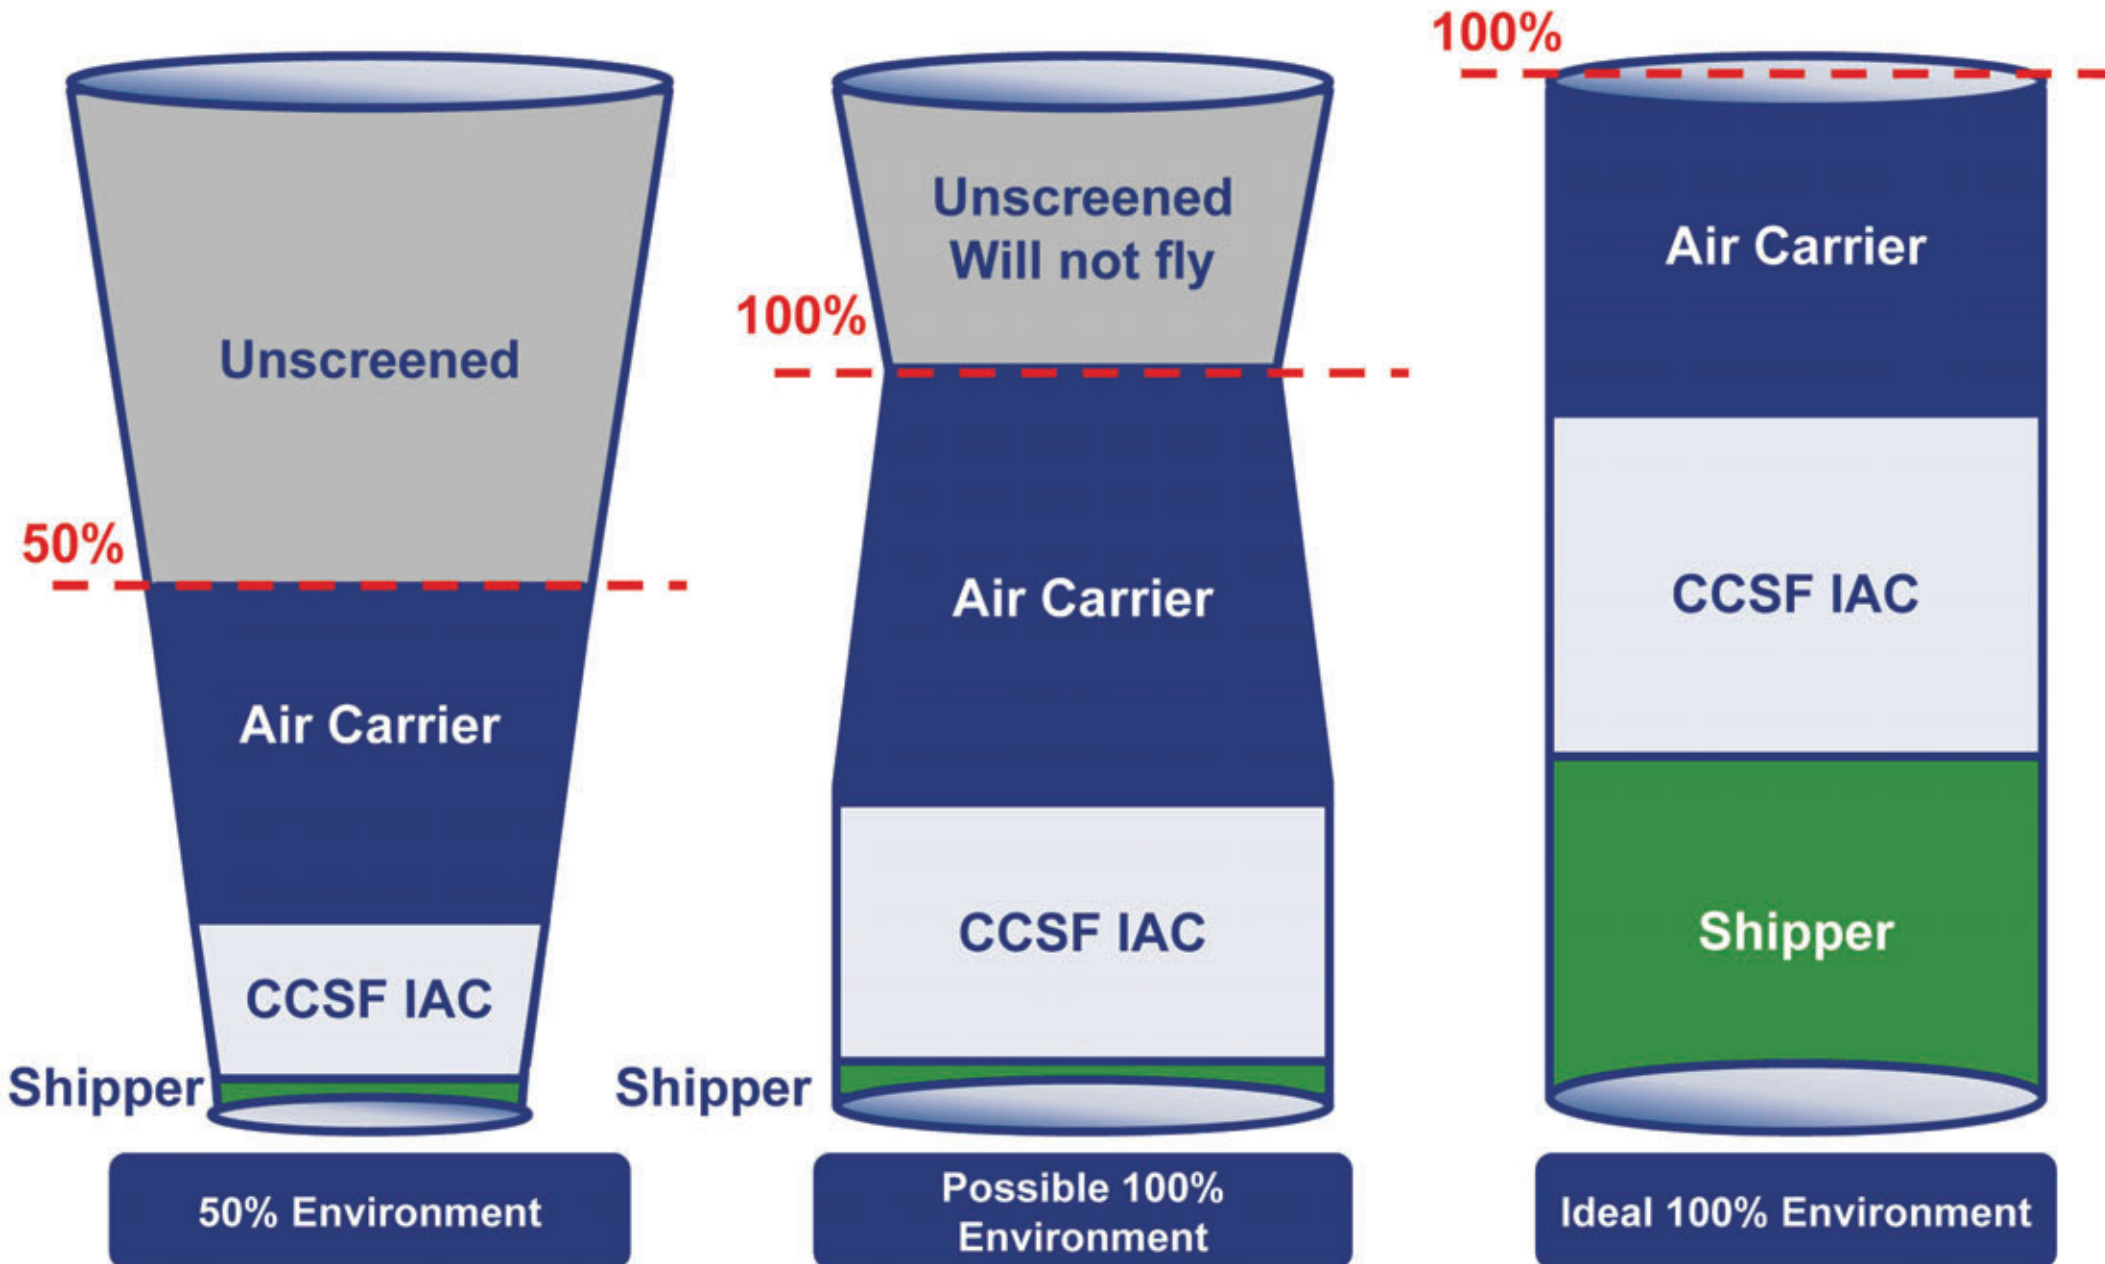 50%
Unscreened
Air Carrier
CCSF IAC
Shipper
50% Environment
100%
Unscreened
Will not fly
Air Carrier
CCSF IAC
Shipper
Possible 100%
Environment
100%
Air Carrier
CCSF IAC
Shipper
Ideal 100% Environment